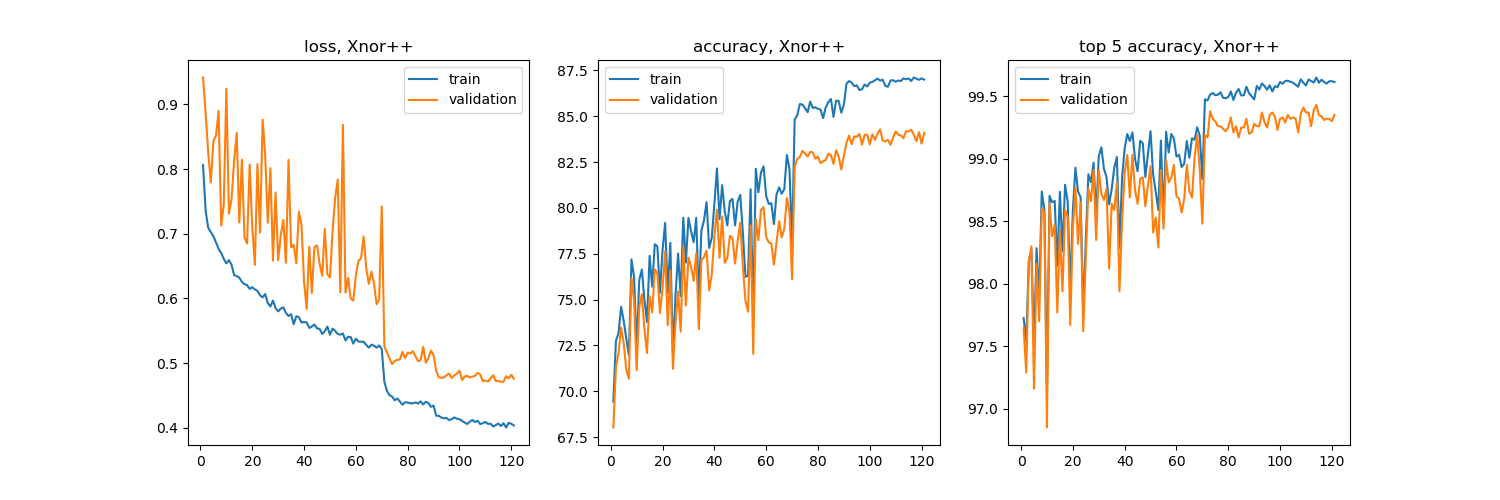 loss, Xnor++
train
validation
0.9
0.8
0.7
0.6
0.5
0.4
0 20 40 60 80 100 120
accuracy, Xnor++
train
validation
87.5
85.0
82.5
80.0
77.5
75.0
72.5
70.0
67.5
0 20 40 60 80 100 120
top 5 accuracy, Xnor++
train
validation
99.5
99.0
98.5
98.0
97.5
97.0
0 20 40 60 80 100 120